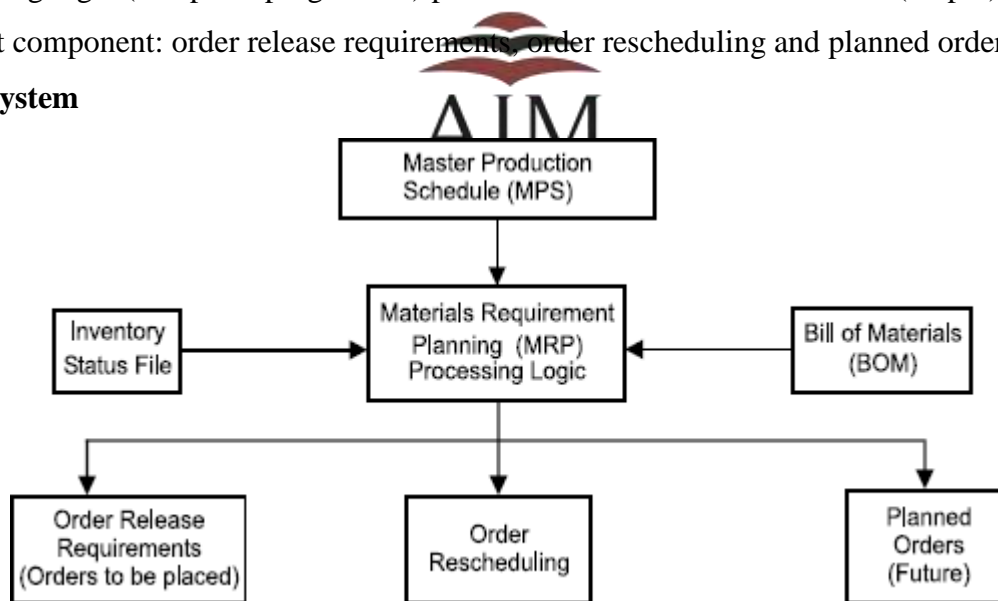 t component: order release requirements, order rescheduling and planned order
ystem
AIM
Master Production
Schedule (MPS)
Materials Requirement
Planning (MRP)
Processing Logic
Inventory
Status File
Bill of Materials
(BOM)
Order Release
Requirements
(Orders to be placed)
Order
Rescheduling
Planned
Orders
(Future)